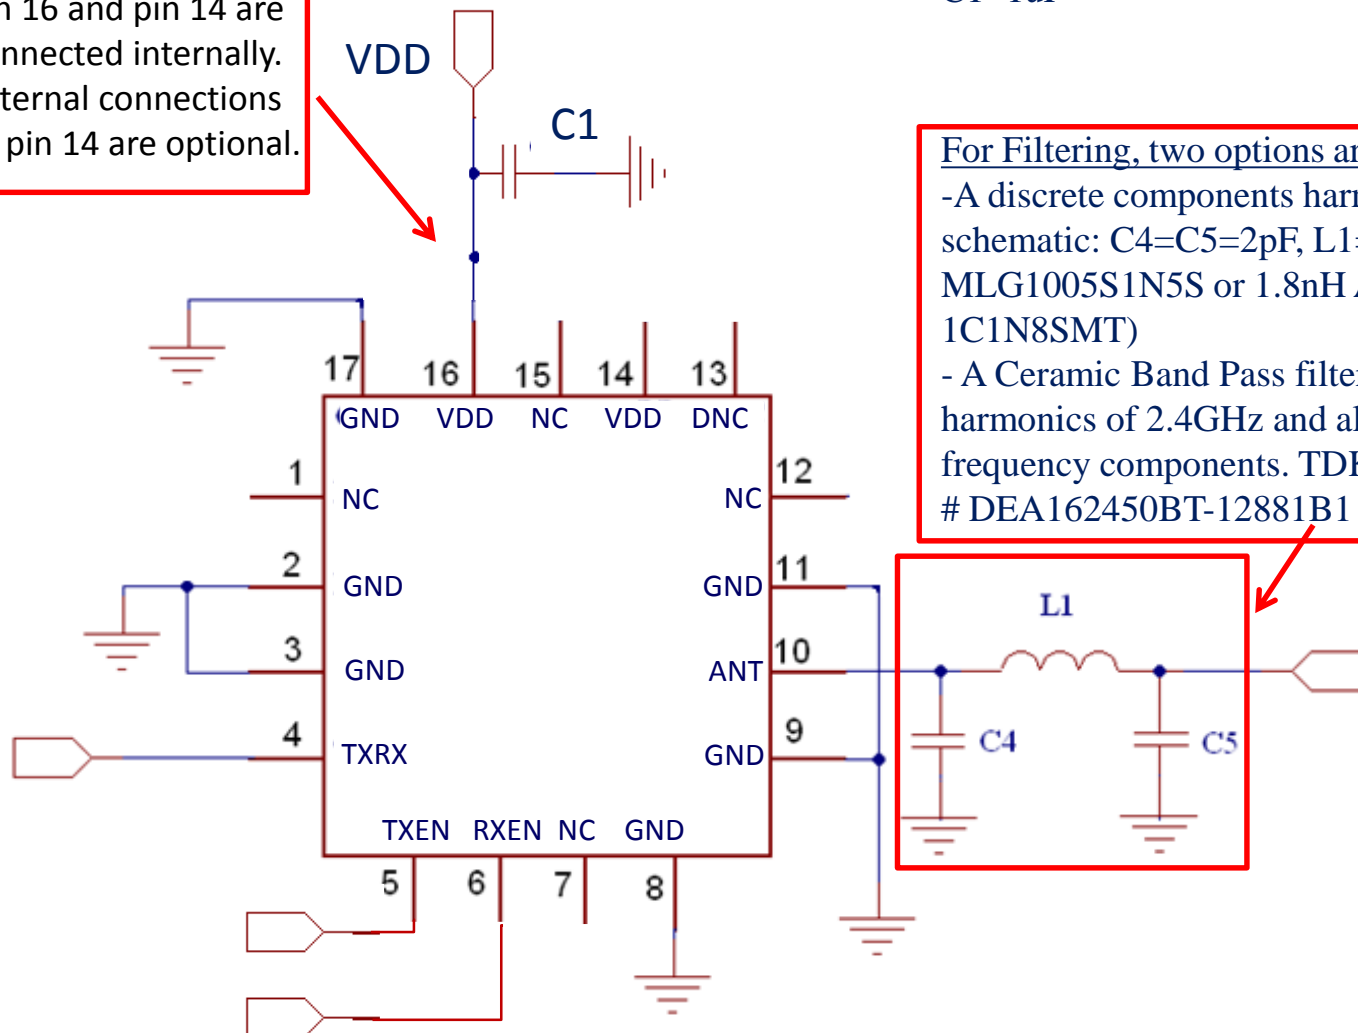 16 and pin 14 are
nnected internally.
ternal connections
pin 14 are optional.
VDD
C1
For Filtering, two options
-A discrete components
schematic: C4=C5=2pF, L1=
MLG1005S1N5S or 1.8nH
1C1N8SMT)
- A Ceramic Band Pass filter
harmonics of 2.4GHz and
frequency components.
# DEA162450BT-12881B1
17 16 15 14 13
GND VDD NC VDD DNC
1 NC
NC 12
2 GND
GND 11
3 GND
ANT 10
4 TXRX
GND 9
TXEN RXEN NC GND
5 6 7 8
L1
C4
C5